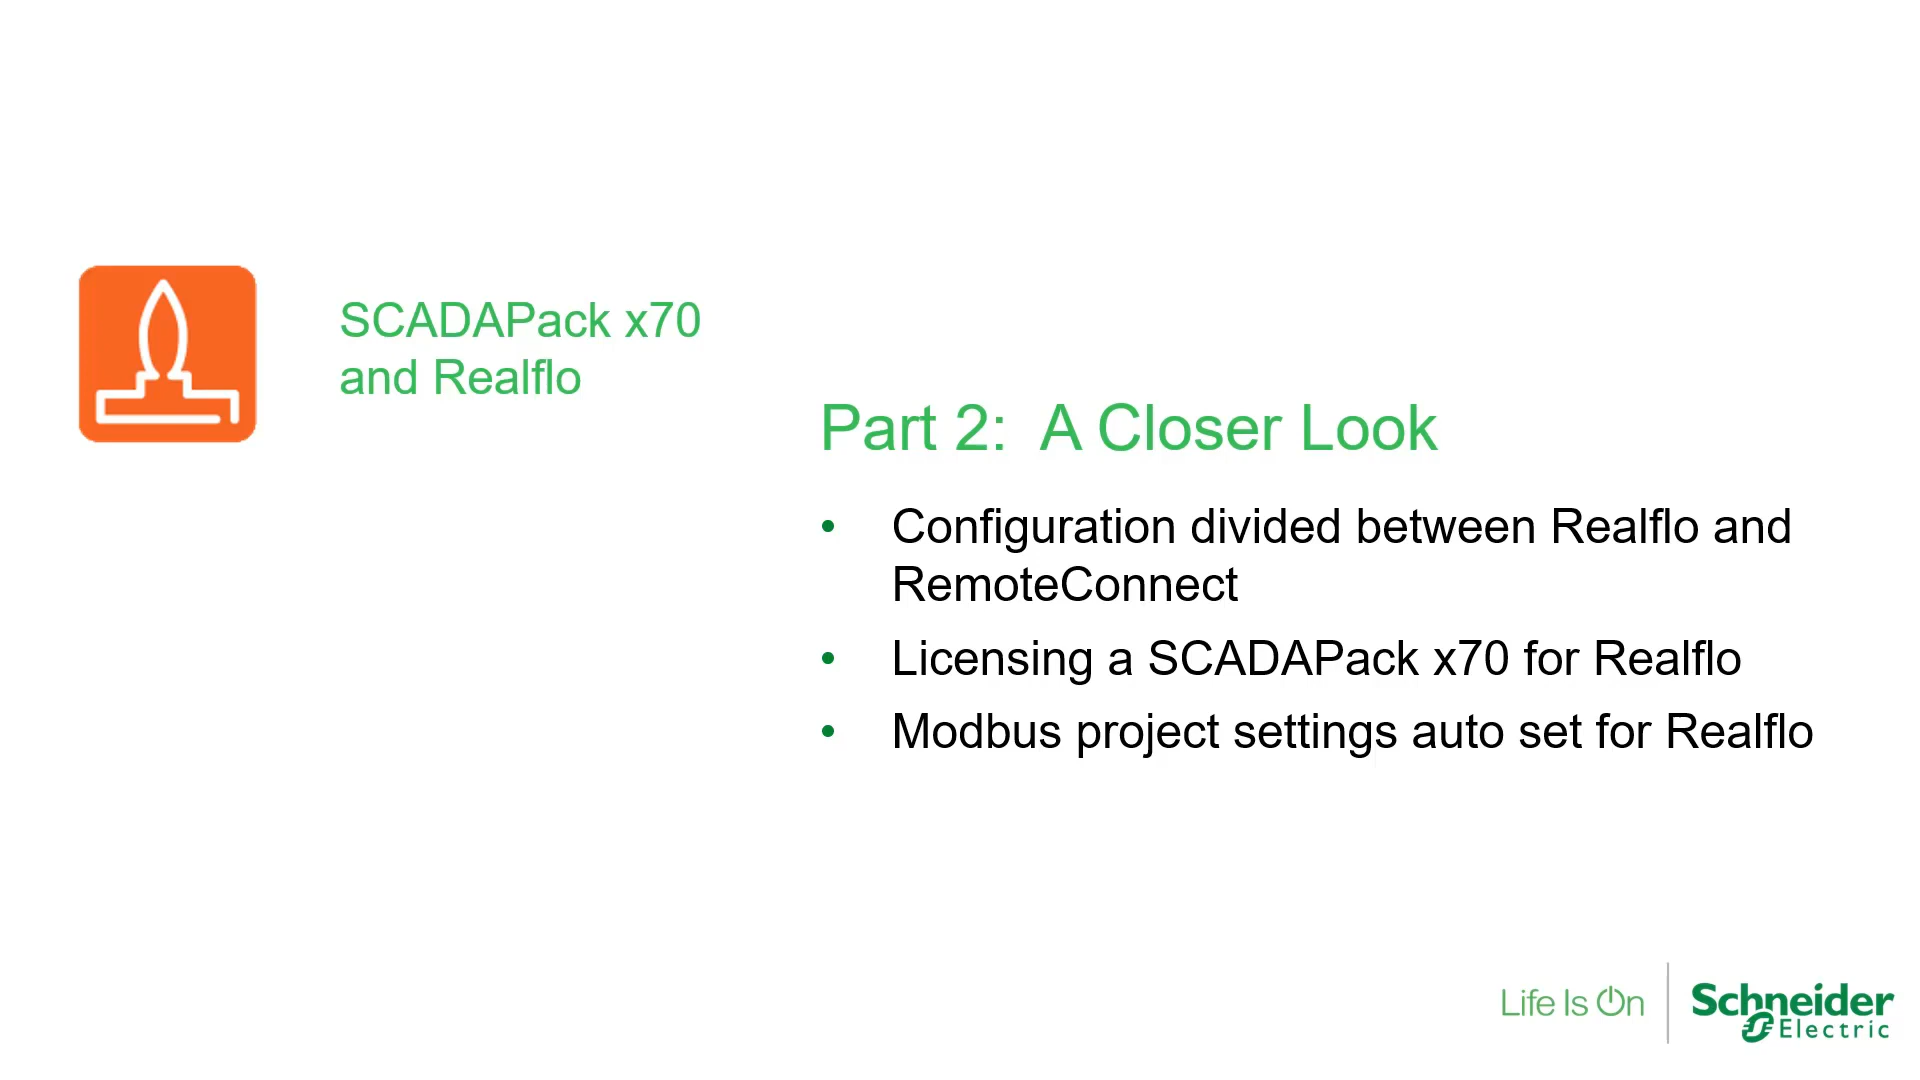 SCADAPack x70
and Realflo
Part 2: A Closer Look
• Configuration divided between Realflo and
RemoteConnect
• Licensing a SCADAPack x70 for Realflo
• Modbus project settings auto set for Realflo
Life Is On
Schneider
Electric